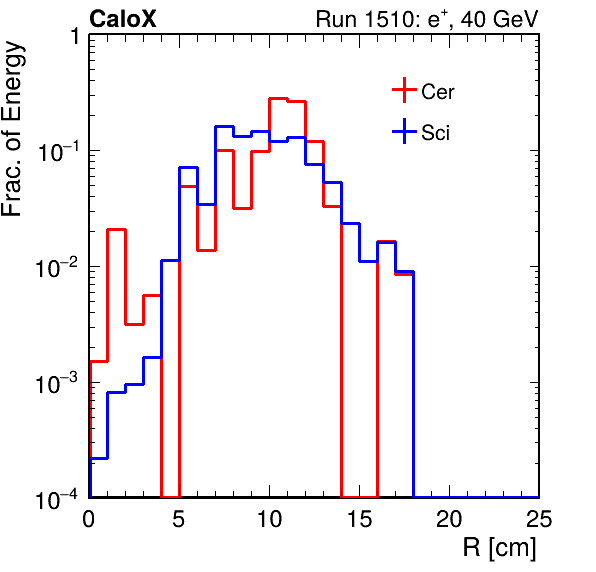 CaloX Run 1510: e⁺, 40 GeV
Frac. of Energy
1
10⁻¹
10⁻²
10⁻³
10⁻⁴
Cer
Sci
0 5 10 15 20 25
R [cm]